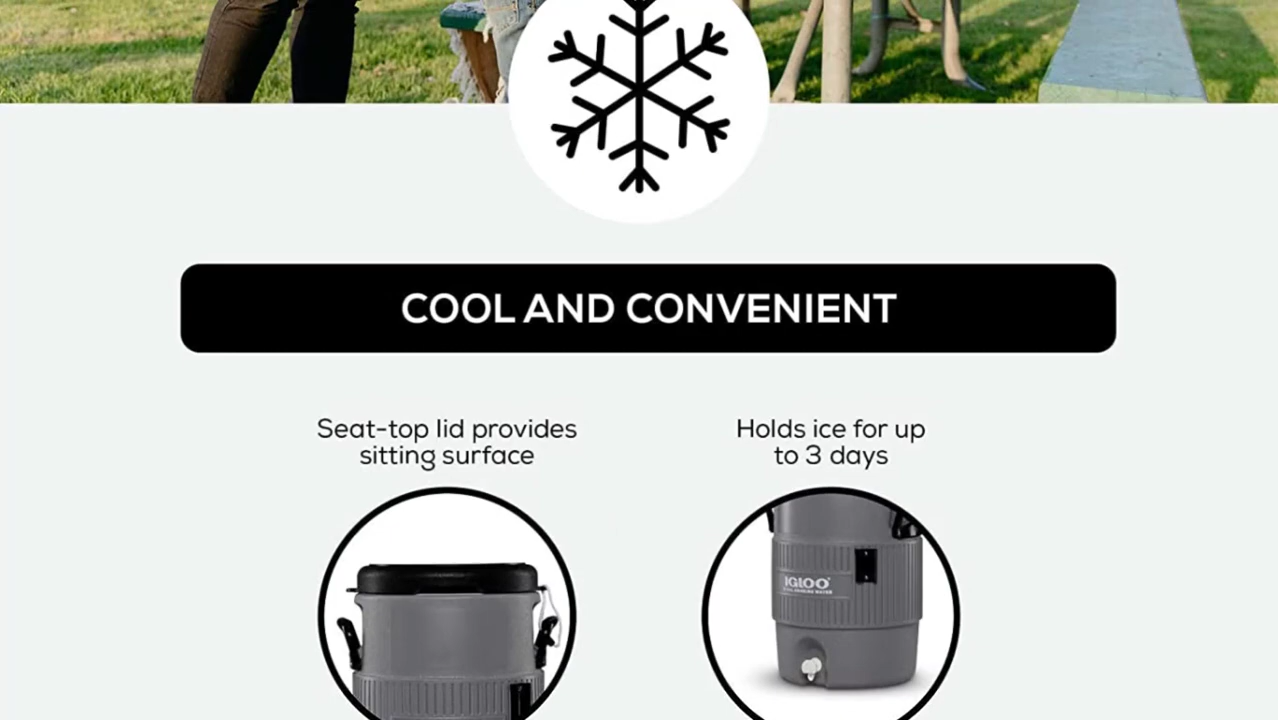 COOL AND CONVENIENT
Seat-top lid provides
sitting surface
Holds ice for up
to 3 days
IGLOO